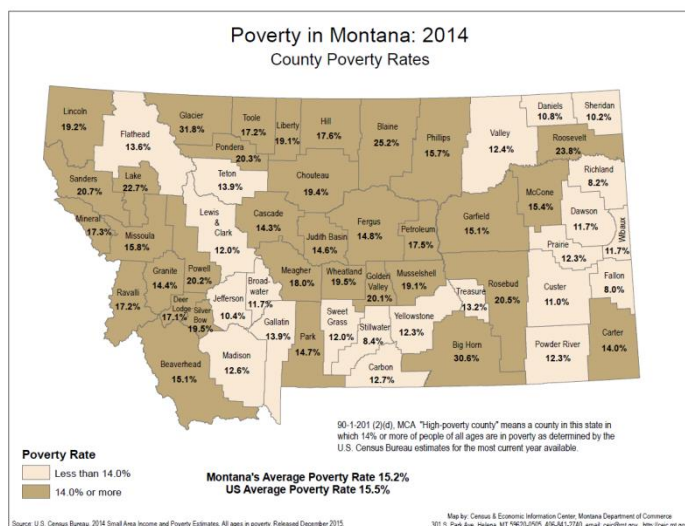 Poverty in Montana: 2014
County Poverty Rates
Lincoln
19.2%
Flathead
13.6%
Glacier
31.8%
Toole
17.2%
Liberty
19.1%
Hill
17.6%
Blaine
25.2%
Phillips
15.7%
Valley
12.4%
Daniels
10.8%
Sheridan
10.2%
Roosevelt
23.8%
Pondera
20.3%
Sanders
20.7%
Lake
22.7%
Teton
13.9%
Chouteau
19.4%
Richland
8.2%
McCone
15.4%
Mineral
17.3%
Missoula
15.8%
Lewis
&
Clark
12.0%
Cascade
14.3%
Judith Basin
14.6%
Fergus
14.8%
Petroleum
17.5%
Garfield
15.1%
Dawson
11.7%
Wibaux
11.7%
Prairie
12.3%
Ravalli
17.2%
Granite
14.4%
Powell
20.2%
Deer
Lodge
17.1%
Silver
Bow
19.5%
Jefferson
10.4%
Broad-
water
11.7%
Meagher
18.0%
Wheatland
19.5%
Golden
Valley
20.1%
Musselshell
19.1%
Rosebud
20.5%
Treasure
13.2%
Custer
11.0%
Fallon
8.0%
Beaverhead
15.1%
Madison
12.6%
Gallatin
13.9%
Park
14.7%
Sweet
Grass
12.0%
Stillwater
8.4%
Yellowstone
12.3%
Carbon
12.7%
Big Horn
30.6%
Powder River
12.3%
Carter
14.0%
90-1-201 (2)(d), MCA "High-poverty county" means a county in this state
in which 14% or more of people of all ages are in poverty as determined by the
U.S. Census Bureau estimates for the most current year available.
Poverty Rate
Less than 14.0%
14.0% or more
Montana's Average Poverty Rate 15.2%
US Average Poverty Rate 15.5%
Source: U.S. Census Bureau, 2014 Small Area Income and Poverty Estimates, All ages in poverty. Released December 2015.
Map by: Census & Economic Information Center, Montana Department of Commerce
301 S. Park Ave, Helena, MT 59620-0505, 406-841-2740, email: